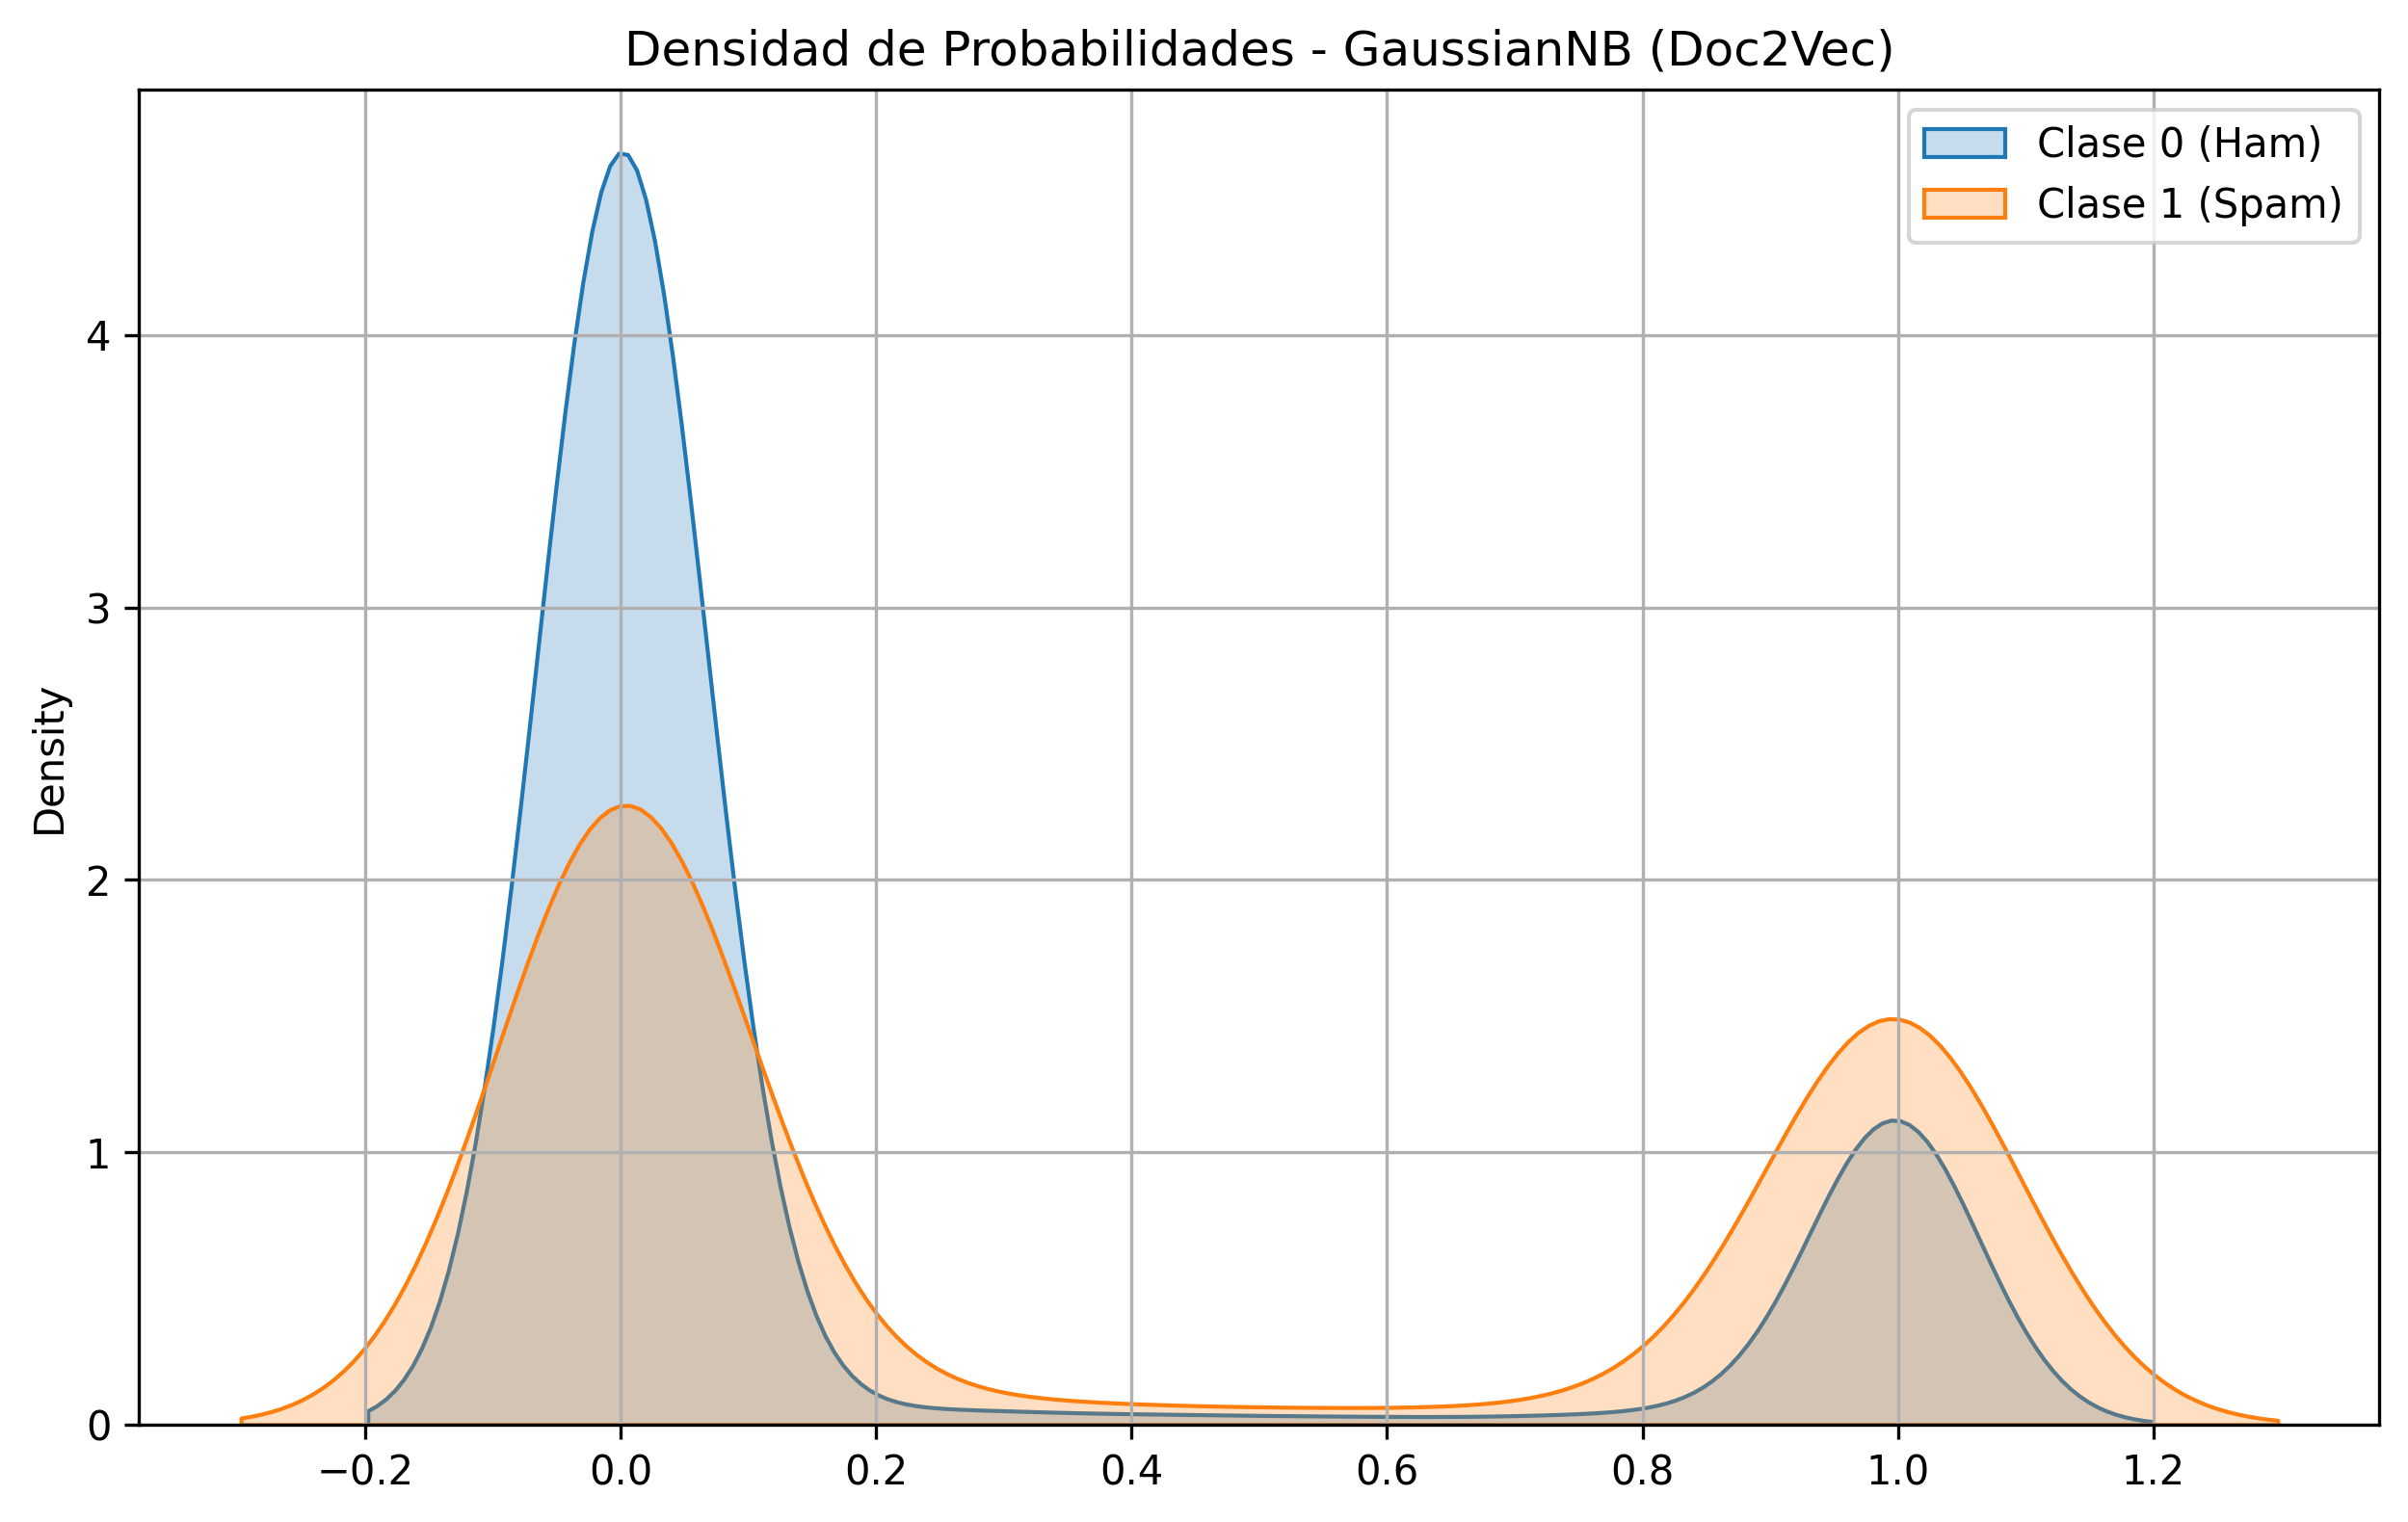 Densidad de Probabilidades - GaussianNB (Doc2Vec)
Clase 0 (Ham)
Clase 1 (Spam)
Density
4
3
2
1
0
−0.2 0.0 0.2 0.4 0.6 0.8 1.0 1.2